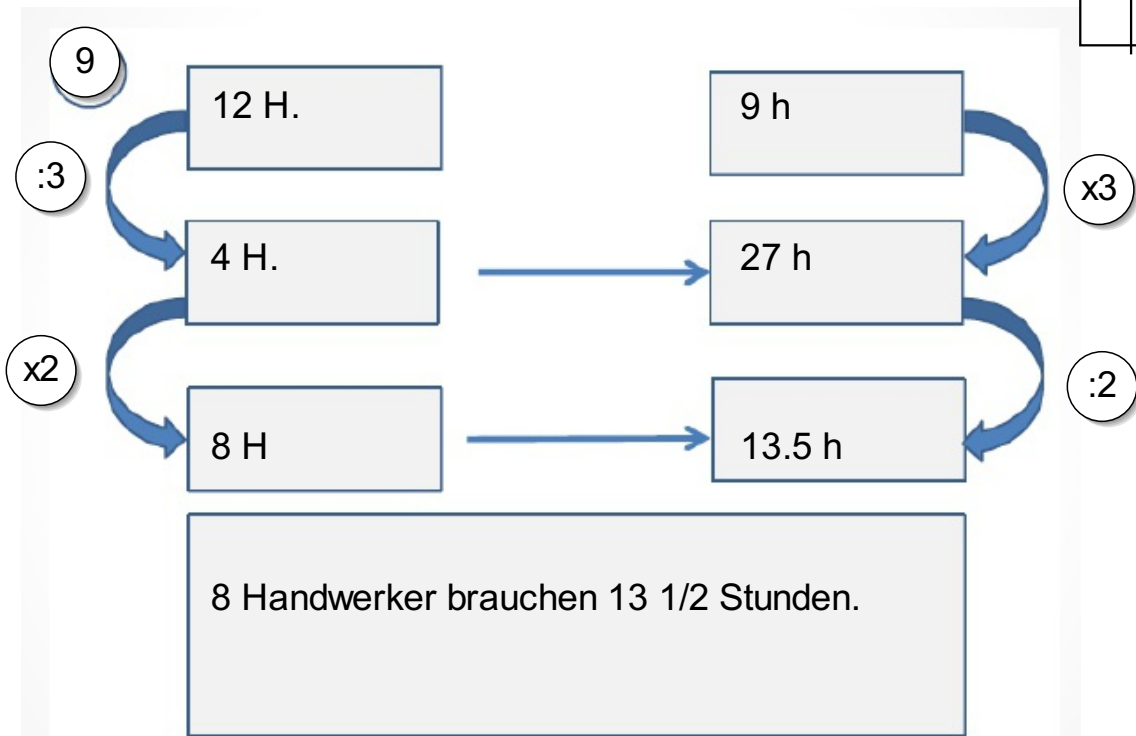 9
12 H.
9 h
:3
x3
4 H.
27 h
x2
:2
8 H
13.5 h
8 Handwerker brauchen 13 1/2 Stunden.